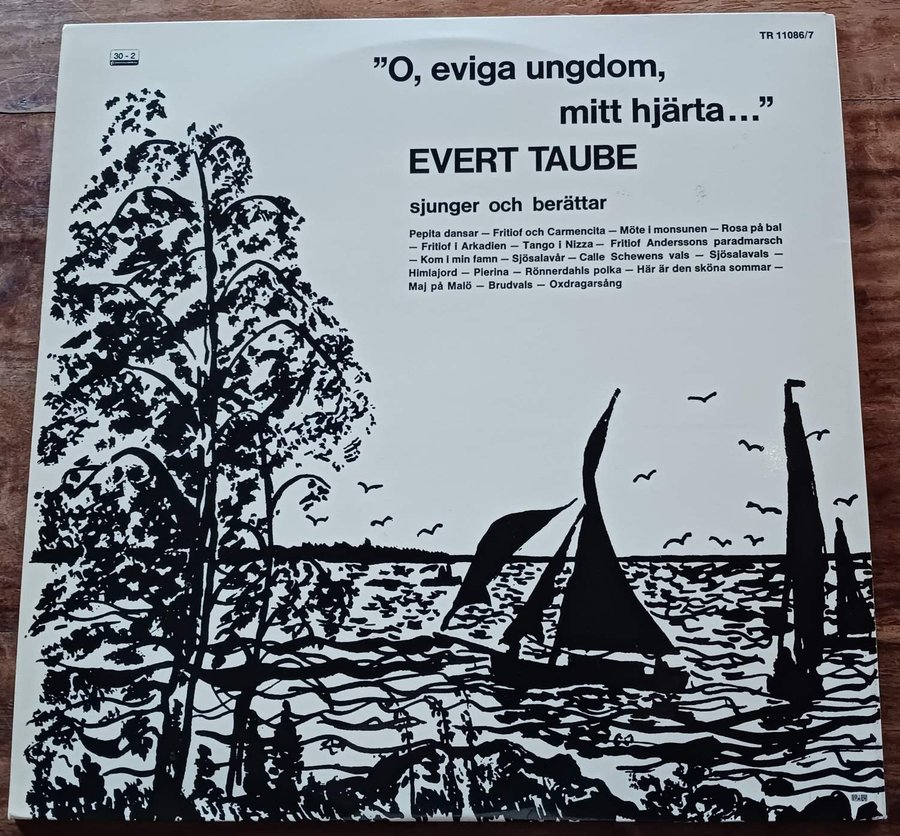 30 - 2
TR 11086/7
”O, eviga ungdom,
mitt hjärta...”
EVERT TAUBE
sjunger och berättar
Pepita dansar — Fritiof och Carmencita — Möte i monsunen — Rosa på bal
— Fritiof i Arkadien — Tango i Nizza — Fritiof Anderssons paradmarsch
— Kom i min famn — Sjösalavår — Calle Schewens vals — Sjösalavals —
Himlajord — Pierina — Rönnerdahls polka — Här är den sköna sommar —
Maj på Malö — Brudvals — Oxdragarsång